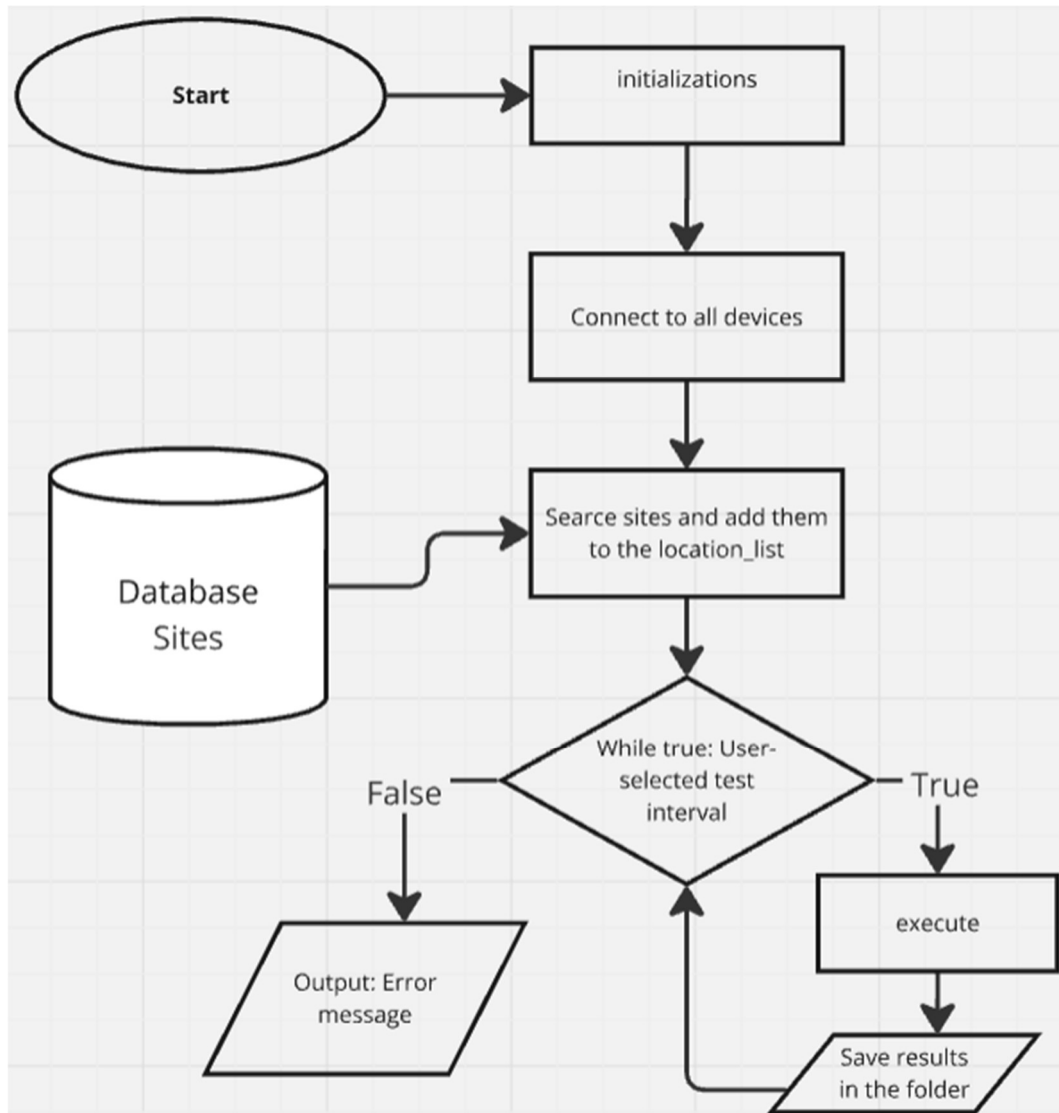 Start
initializations
Connect to all devices
Searce sites and add them
to the location_list
Database
Sites
While true: User-
selected test
interval
False
True
execute
Output: Error
message
Save results
in the folder